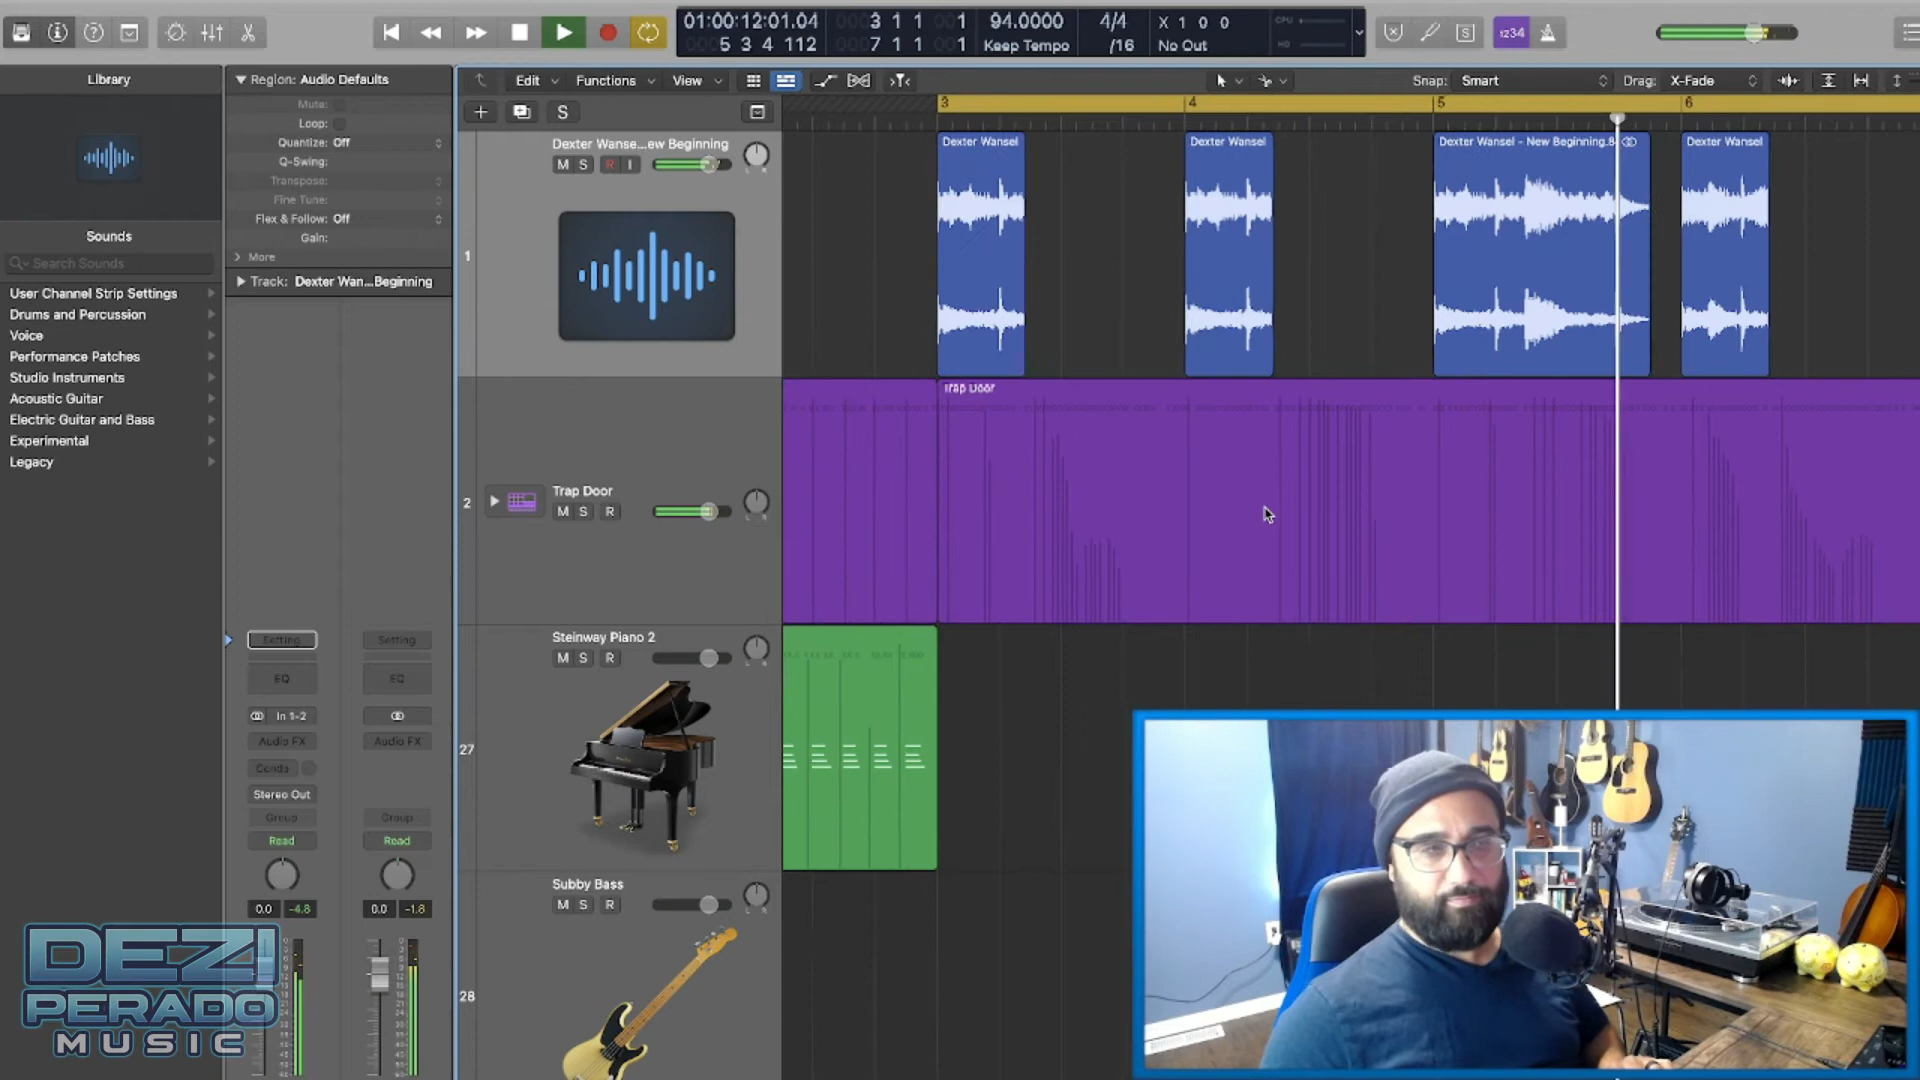 01:00:12:01.04
5 3 4 112
3 1 1 1
7 1 1 001
94.0000
Keep Tempo
4/4
/16
X 1 0 0
No Out
CPU
HD
1234
Library
Region: Audio Defaults
Edit
Functions
View
Snap: Smart
Drag: X-Fade
Mute:
Loop:
Quantize: Off
Q-Swing:
Transpose:
Fine Tune:
Flex & Follow: Off
Gain:
More
Track: Dexter Wan...Beginning
Sounds
Search Sounds
User Channel Strip Settings
Drums and Percussion
Voice
Performance Patches
Studio Instruments
Acoustic Guitar
Electric Guitar and Bass
Experimental
Legacy
S
3
4
5
6
1
Dexter Wanse...ew Beginning
M S R I
Dexter Wansel
Dexter Wansel
Dexter Wansel - New Beginning.8
Dexter Wansel
2
Trap Door
M S R
Trap Door
27
Steinway Piano 2
M S R
28
Subby Bass
M S R
Setting
Setting
EQ
EQ
In 1-2
Audio FX
Audio FX
Stereo Out
Group
Group
Read
Read
0.0
-4.8
0.0
-1.8
DEZI
PERADO
MUSIC